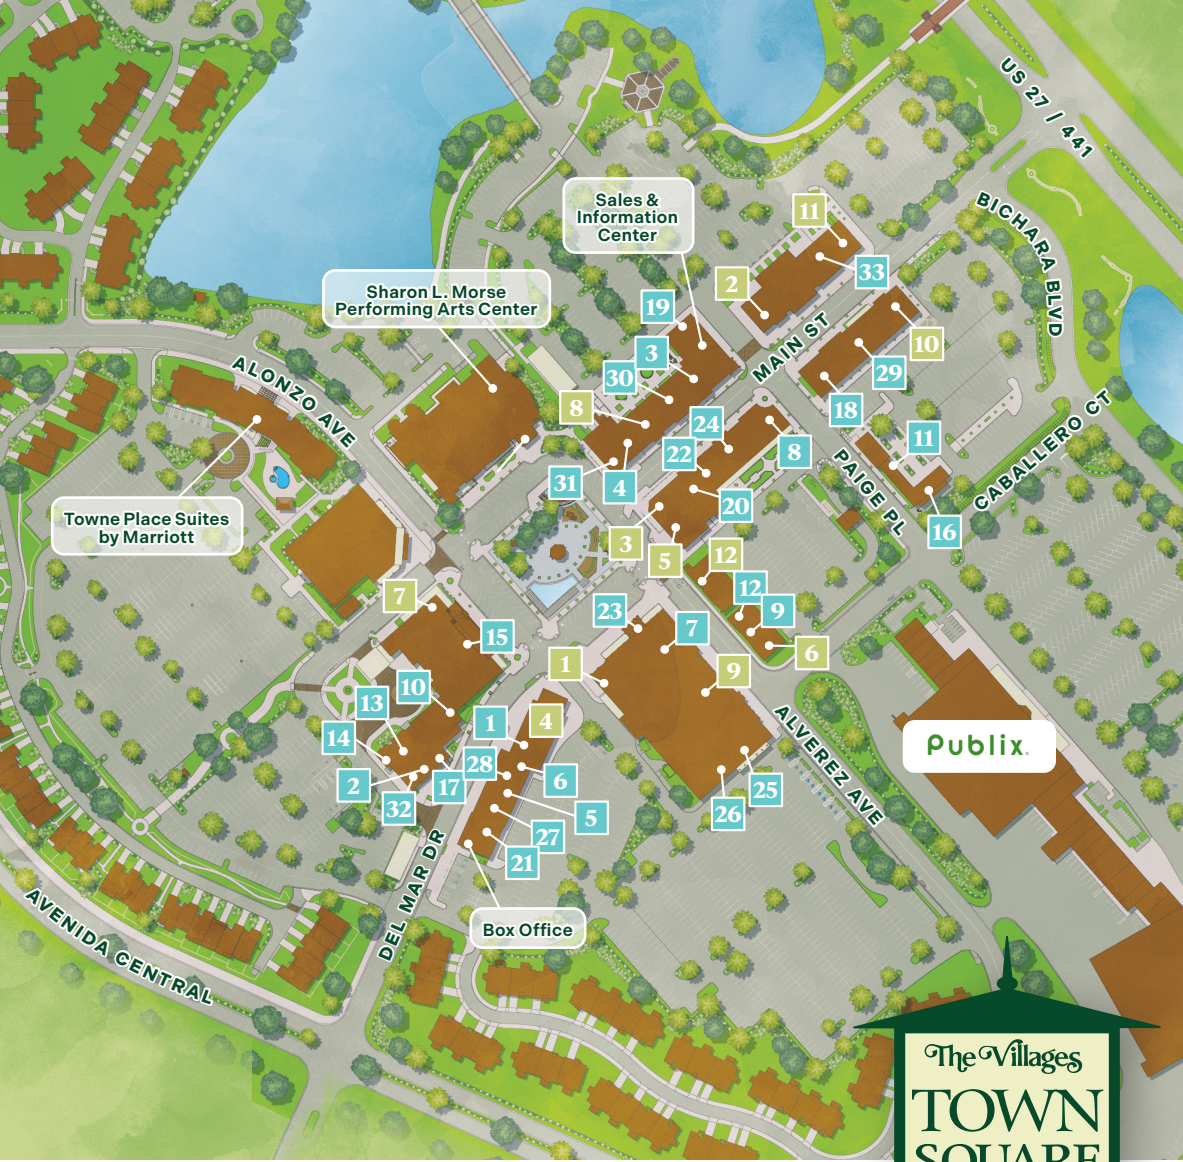 US 27 / 441
BICHARA BLVD
Sales &
Information
Center
11
33
2
Sharon L. Morse
Performing Arts Center
19
MAIN ST
3
10
30
29
ALONZO AVE
8
18
24
11
CABALLERO CT
22
8
PAIGE PL
31
4
20
16
Towne Place Suites
by Marriott
3
5
12
7
12
23
9
15
7
6
1
9
10
13
1
4
14
ALVEREZ AVE
Publix.
28
2
17
6
25
32
5
26
27
21
DEL MAR DR
AVENIDA CENTRAL
Box Office
The Villages
TOWN
SQUARE